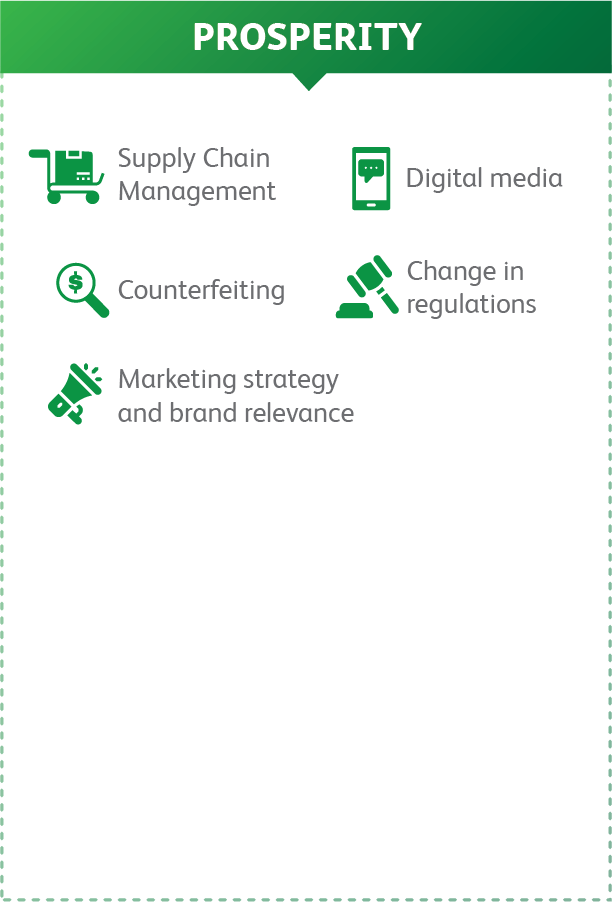 PROSPERITY
Supply Chain
Management
Digital media
$
Counterfeiting
Change in
regulations
Marketing strategy
and brand relevance